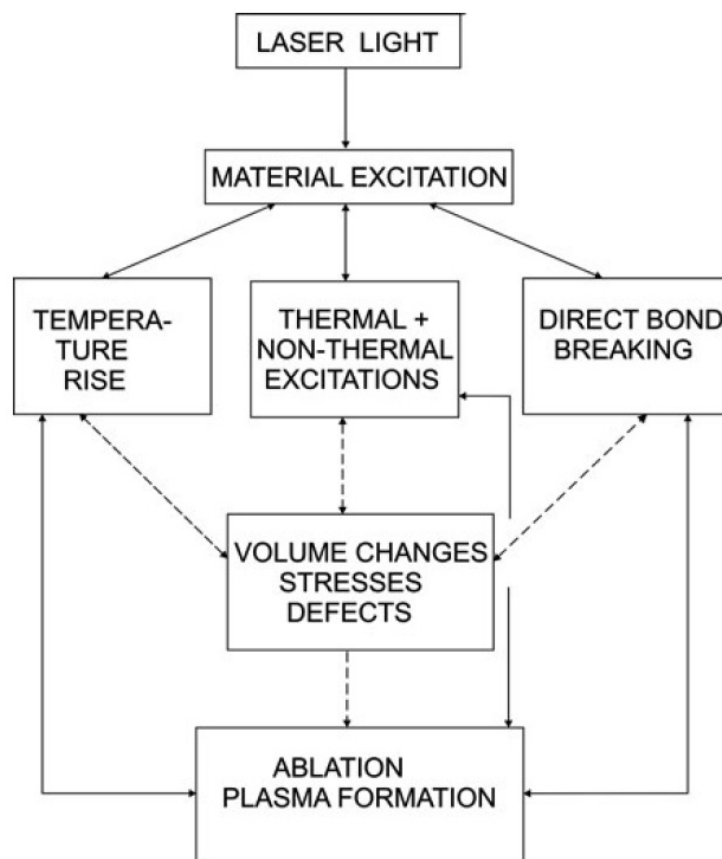 LASER LIGHT
MATERIAL EXCITATION
TEMPERA-
TURE
RISE
THERMAL +
NON-THERMAL
EXCITATIONS
DIRECT BOND
BREAKING
VOLUME CHANGES
STRESSES
DEFECTS
ABLATION
PLASMA FORMATION